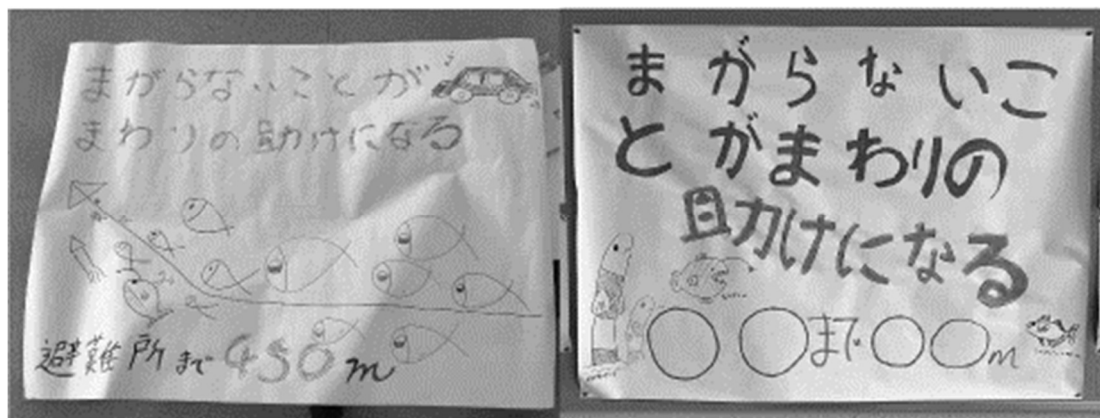 まがらないことが
まわりの助けになる
避難所まで450m
まがらないこ
とがまわりの
助けになる
○○まで○○m